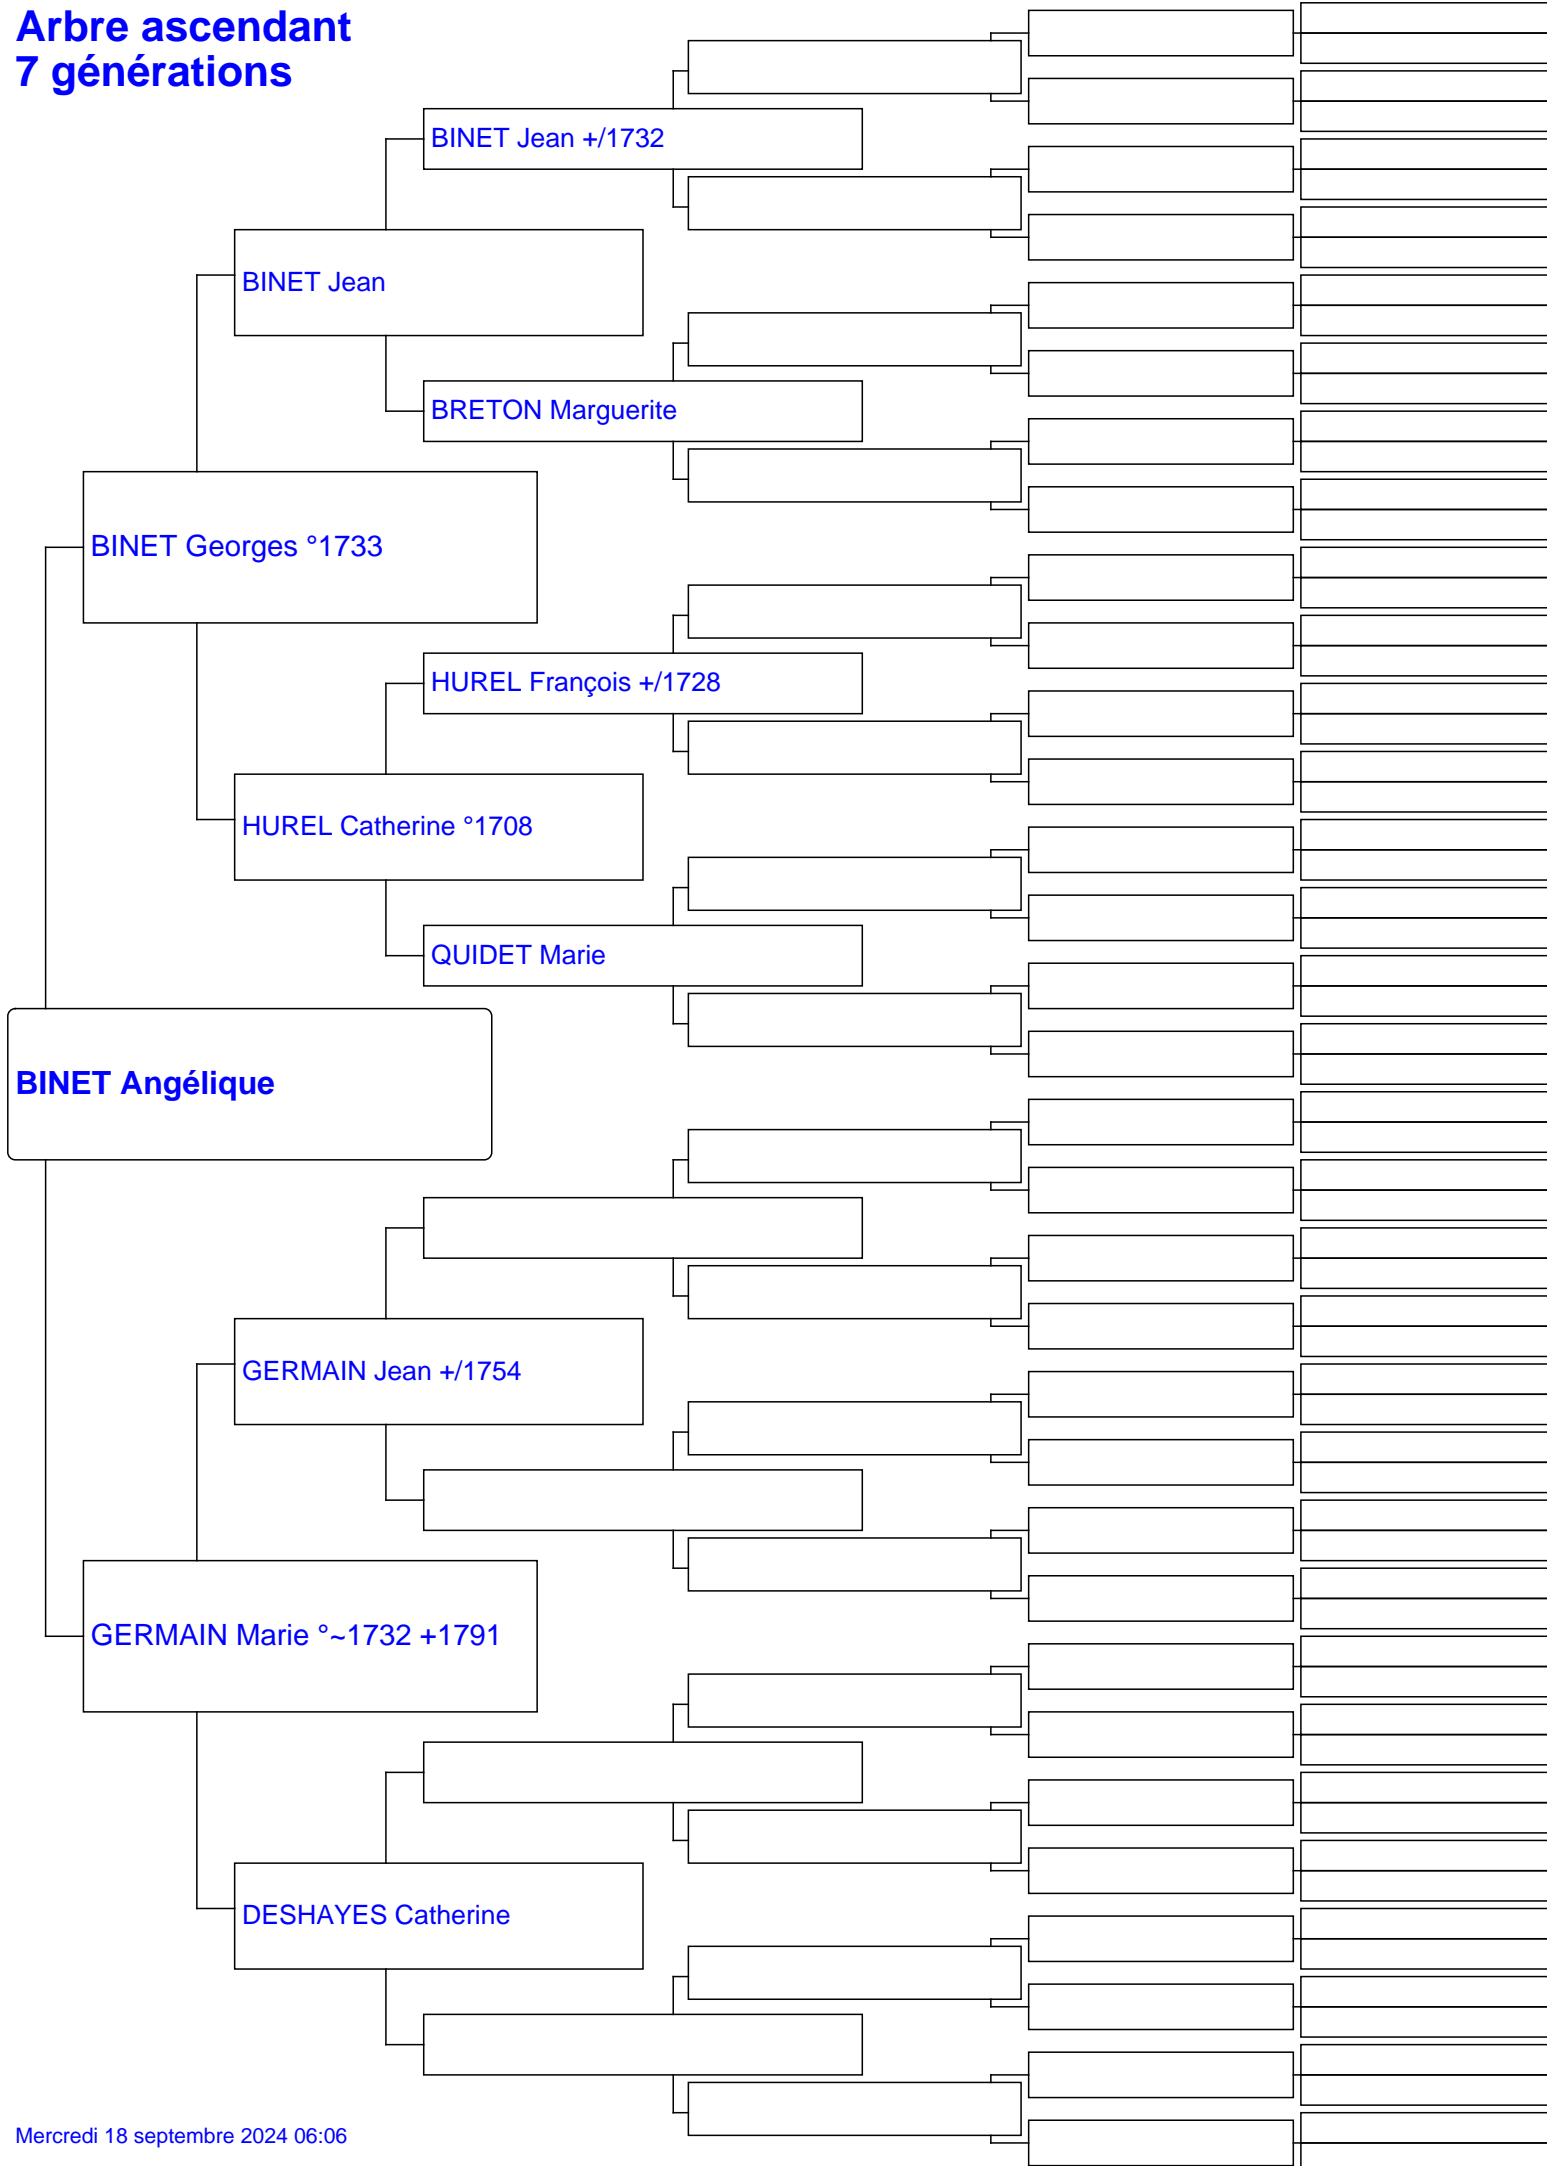 Arbre ascendant
7 générations
BINET Jean +/1732
BINET Jean
BRETON Marguerite
BINET Georges °1733
HUREL François +/1728
HUREL Catherine °1708
QUIDET Marie
BINET Angélique
GERMAIN Jean +/1754
GERMAIN Marie °~1732 +1791
DESHAYES Catherine
Mercredi 18 septembre 2024 06:06